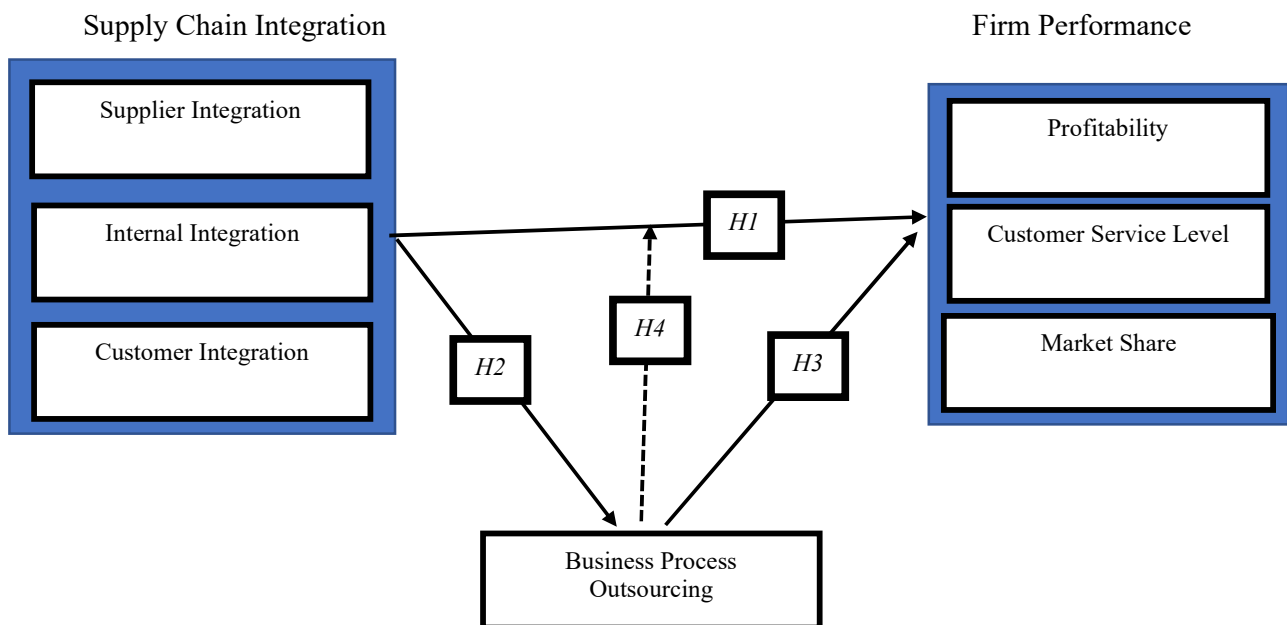 Supply Chain Integration
Firm Performance
Supplier Integration
Internal Integration
Customer Integration
H1
H2
H4
H3
Profitability
Customer Service Level
Market Share
Business Process
Outsourcing